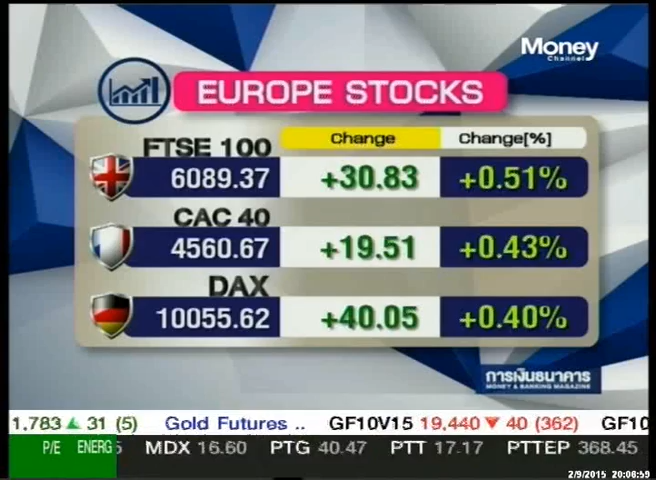 Money
Channel
EUROPE STOCKS
Change Change[%]
FTSE 100
6089.37 +30.83 +0.51%
CAC 40
4560.67 +19.51 +0.43%
DAX
10055.62 +40.05 +0.40%
การเงินธนาคาร
MONEY & BANKING MAGAZINE
1,783 ▲ 31 (5) Gold Futures .. GF10V15 19,440 ▼ 40 (362) GF10
P/E ENERG 5 MDX 16.60 PTG 40.47 PTT 17.17 PTTEP 368.45
2/9/2015 20:08:59